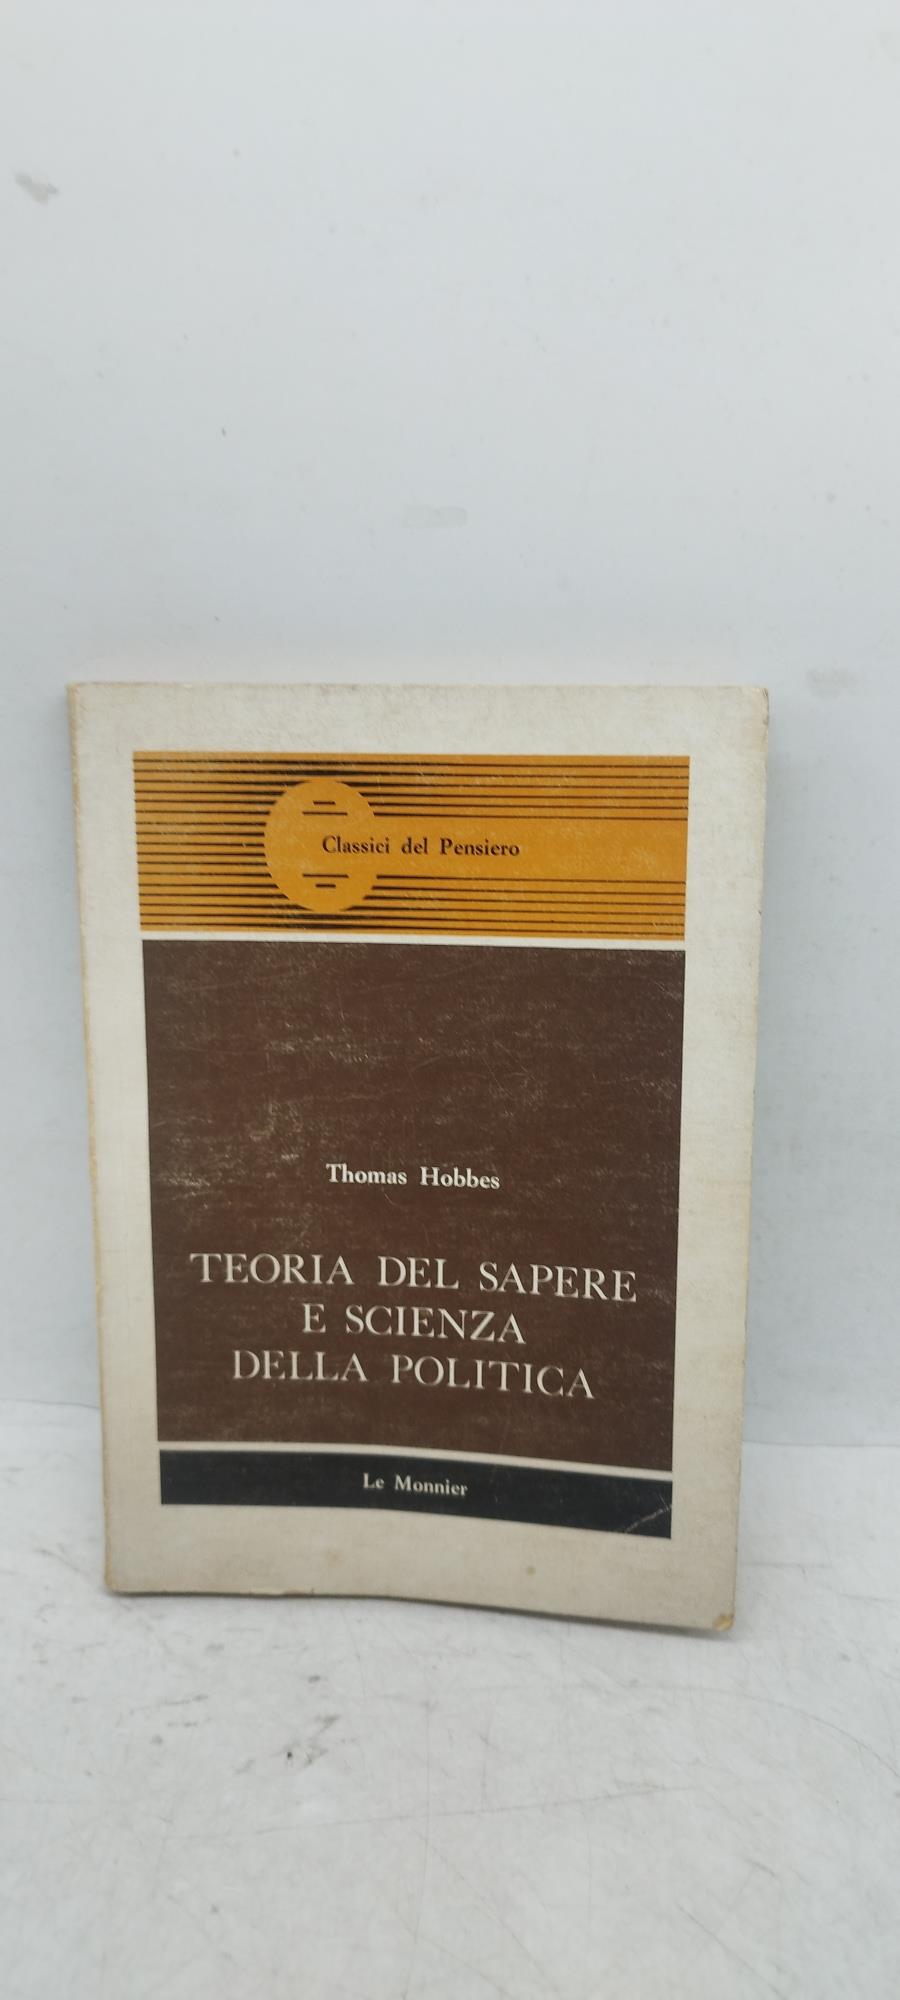 Classici del Pensiero
Thomas Hobbes
TEORIA DEL SAPERE
E SCIENZA
DELLA POLITICA
Le Monnier